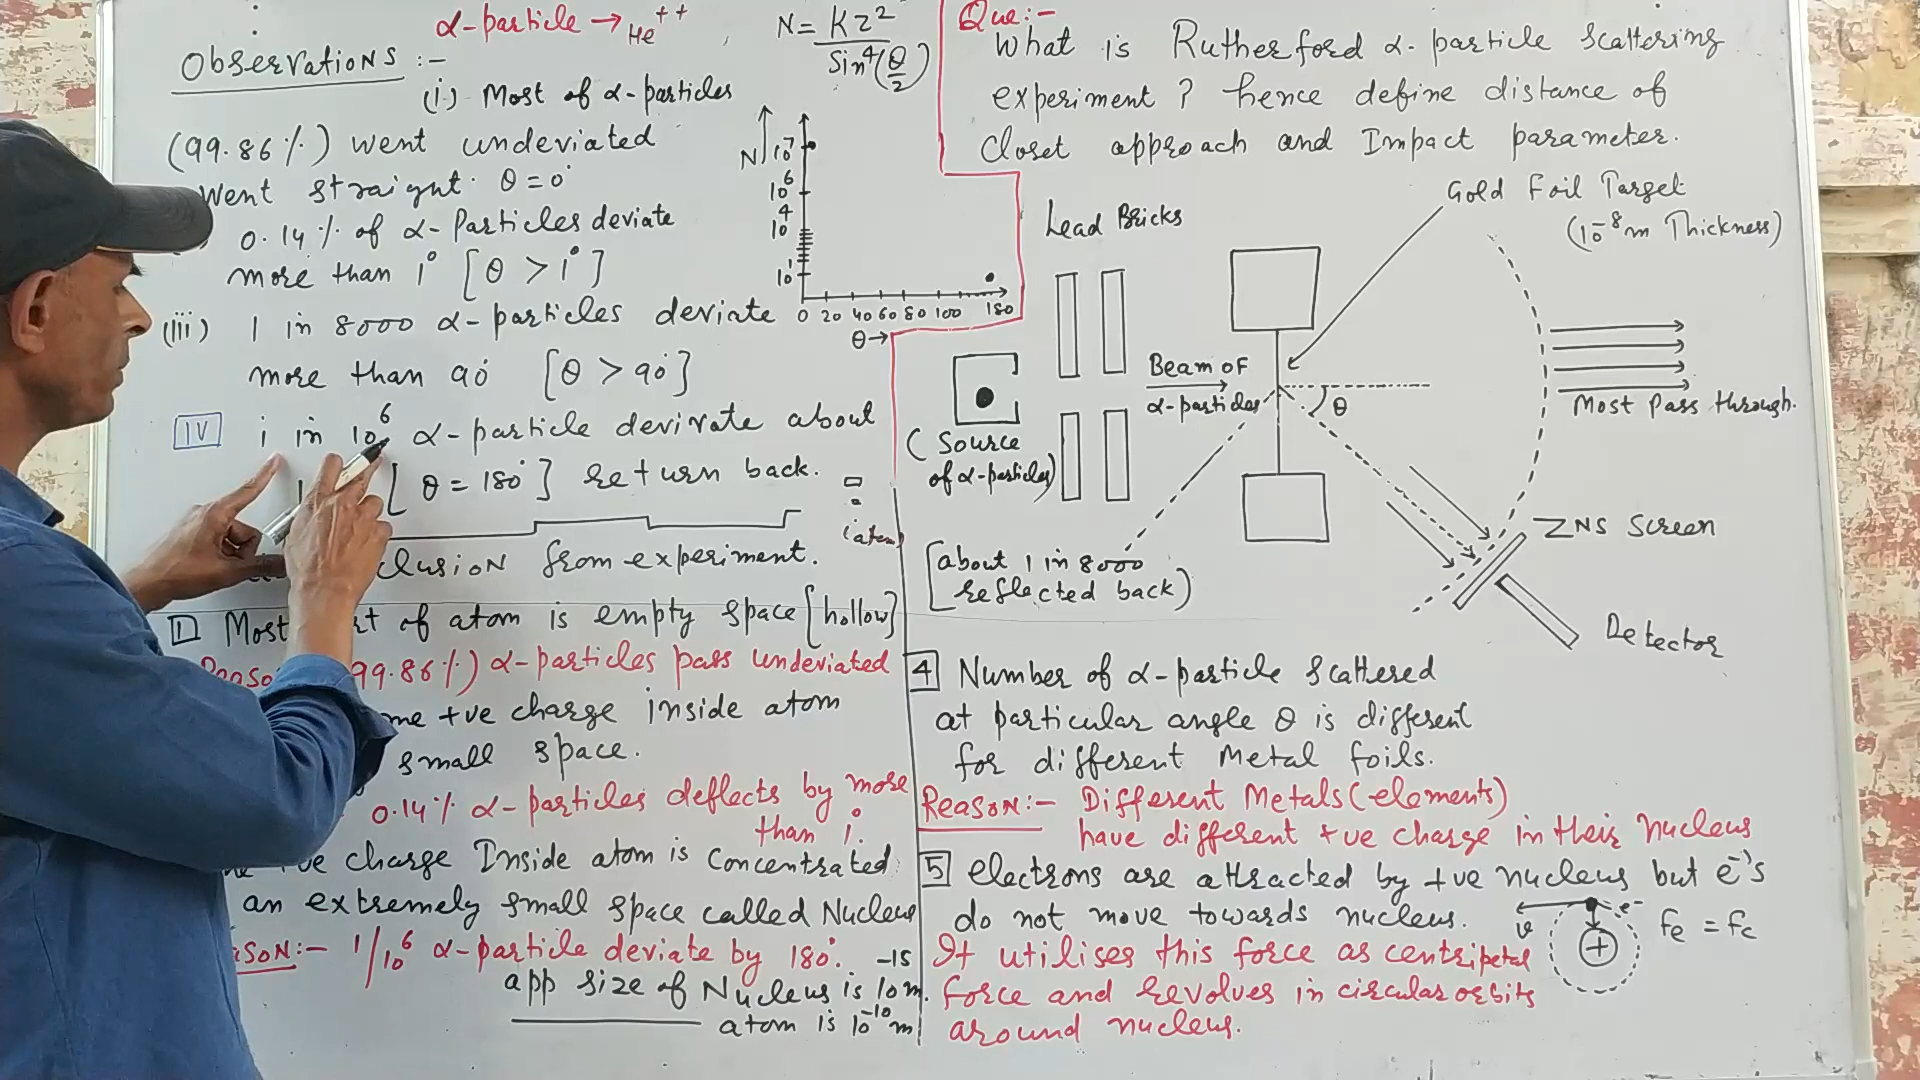 α-particle → He++
N = KZ²/Sin⁴(θ/2)
Observations :-
(i) Most of α-particles
(99.86%) went undeviated
Went straight. θ = 0°
0.14% of α-Particles deviate
more than 1° [θ > 1°]
(iii) 1 in 8000 α-particles deviate
more than 90° [θ > 90°]
IV 1 in 10⁶ α-particle devirate about
[θ = 180°] return back.
clusion from experiment.
1 Most of atom is empty space [hollow]
99.86%) α-particles pass undeviated
+ve charge inside atom
small space.
0.14% α-particles deflects by more
than 1°.
charge Inside atom is concentrated
an extremely small space called Nucleus
:- 1/10⁶ α-particle deviate by 180°.
app size of Nucleus is 10⁻¹⁵m.
atom is 10⁻¹⁰m
N
10⁷
10⁶
10⁴
10¹
0 20 40 60 80 100 180
θ→
(atom)
Que:-
What is Rutherford α-particle scattering
experiment ? hence define distance of
Closet approach and Impact parameter.
Gold Foil Target
(10⁻⁸m Thickness)
Lead Bricks
Beam of
α-particles
θ
Most Pass through.
(Source
of α-particles)
[about 1 in 8000
reflected back)
ZNS Screen
Detector
4 Number of α-particle scattered
at particular angle θ is different
for different Metal foils.
Reason:- Different Metals (elements)
have different +ve charge in their nucleus
5 electrons are attracted by +ve nucleus but e⁻'s
do not move towards nucleus.
v e⁻ + fe = fc
It utilises this force as centripetal
force and revolves in circular orbits
around nucleus.